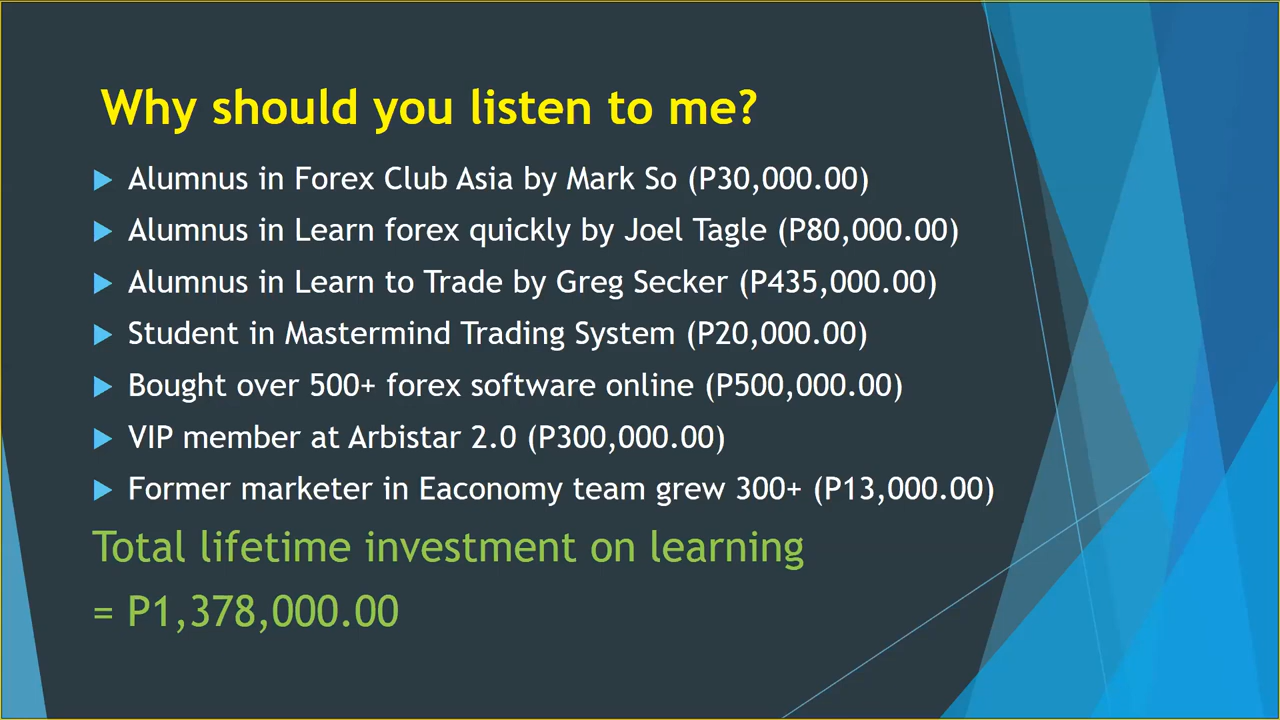 Why should you listen to me?
Alumnus in Forex Club Asia by Mark So (P30,000.00)
Alumnus in Learn forex quickly by Joel Tagle (P80,000.00)
Alumnus in Learn to Trade by Greg Secker (P435,000.00)
Student in Mastermind Trading System (P20,000.00)
Bought over 500+ forex software online (P500,000.00)
VIP member at Arbistar 2.0 (P300,000.00)
Former marketer in Eaconomy team grew 300+ (P13,000.00)
Total lifetime investment on learning
= P1,378,000.00